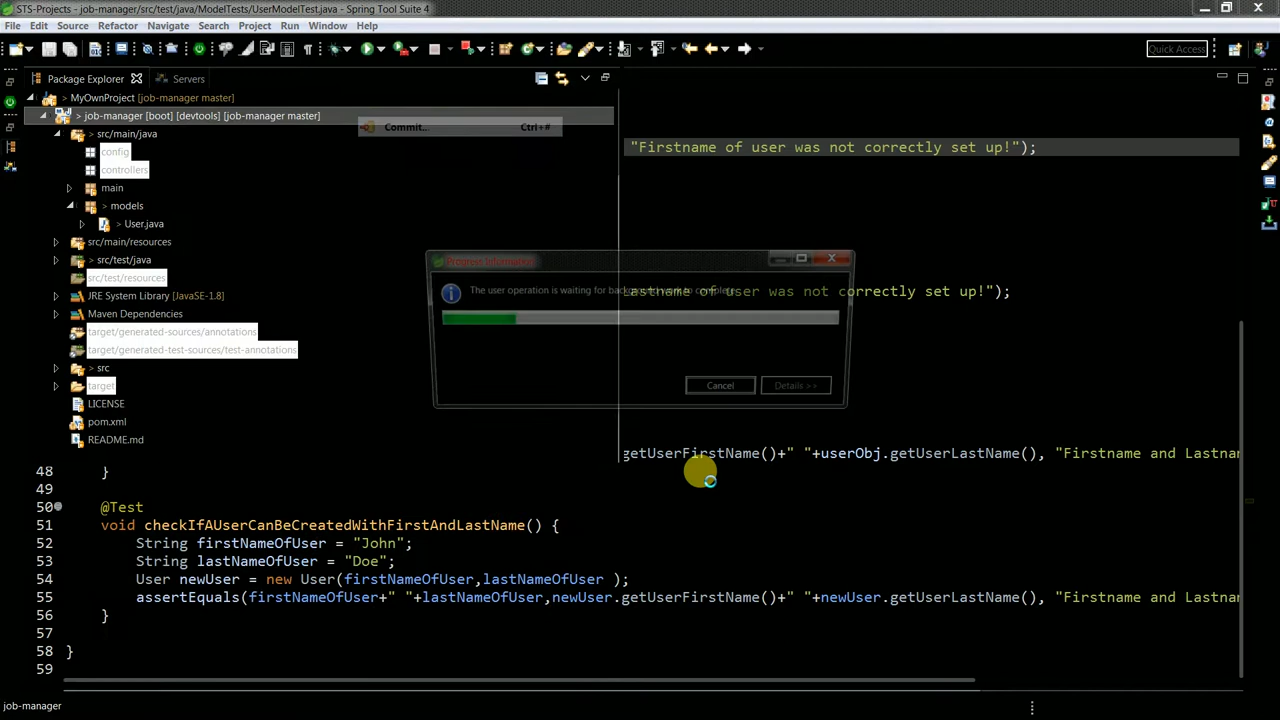 STS-Projects - job-manager/src/test/java/ModelTests/UserModelTest.java - Spring Tool Suite 4
File Edit Source Refactor Navigate Search Project Run Window Help
Quick Access
Package Explorer Servers
> MyOwnProject [job-manager master]
> job-manager [boot] [devtools] [job-manager master]
Commit... Ctrl+#
src/main/java
config
"Firstname of user was not correctly set up!");
controllers
main
> models
> User.java
src/main/resources
> src/test/java
Progress Information
src/test/resources
The user operation is waiting for background work to complete.
JRE System Library [JavaSE-1.8]
Lastname of user was not correctly set up!");
Maven Dependencies
target/generated-sources/annotations
target/generated-test-sources/test-annotations
> src
target
Cancel Details >>
LICENSE
pom.xml
README.md
getUserFirstName()+" "+userObj.getUserLastName(), "Firstname and Lastnam
48 }
49
50 @Test
51 void checkIfAUserCanBeCreatedWithFirstAndLastName() {
52 String firstNameOfUser = "John";
53 String lastNameOfUser = "Doe";
54 User newUser = new User(firstNameOfUser,lastNameOfUser );
55 assertEquals(firstNameOfUser+" "+lastNameOfUser,newUser.getUserFirstName()+" "+newUser.getUserLastName(), "Firstname and Lastnam
56 }
57
58 }
59
job-manager